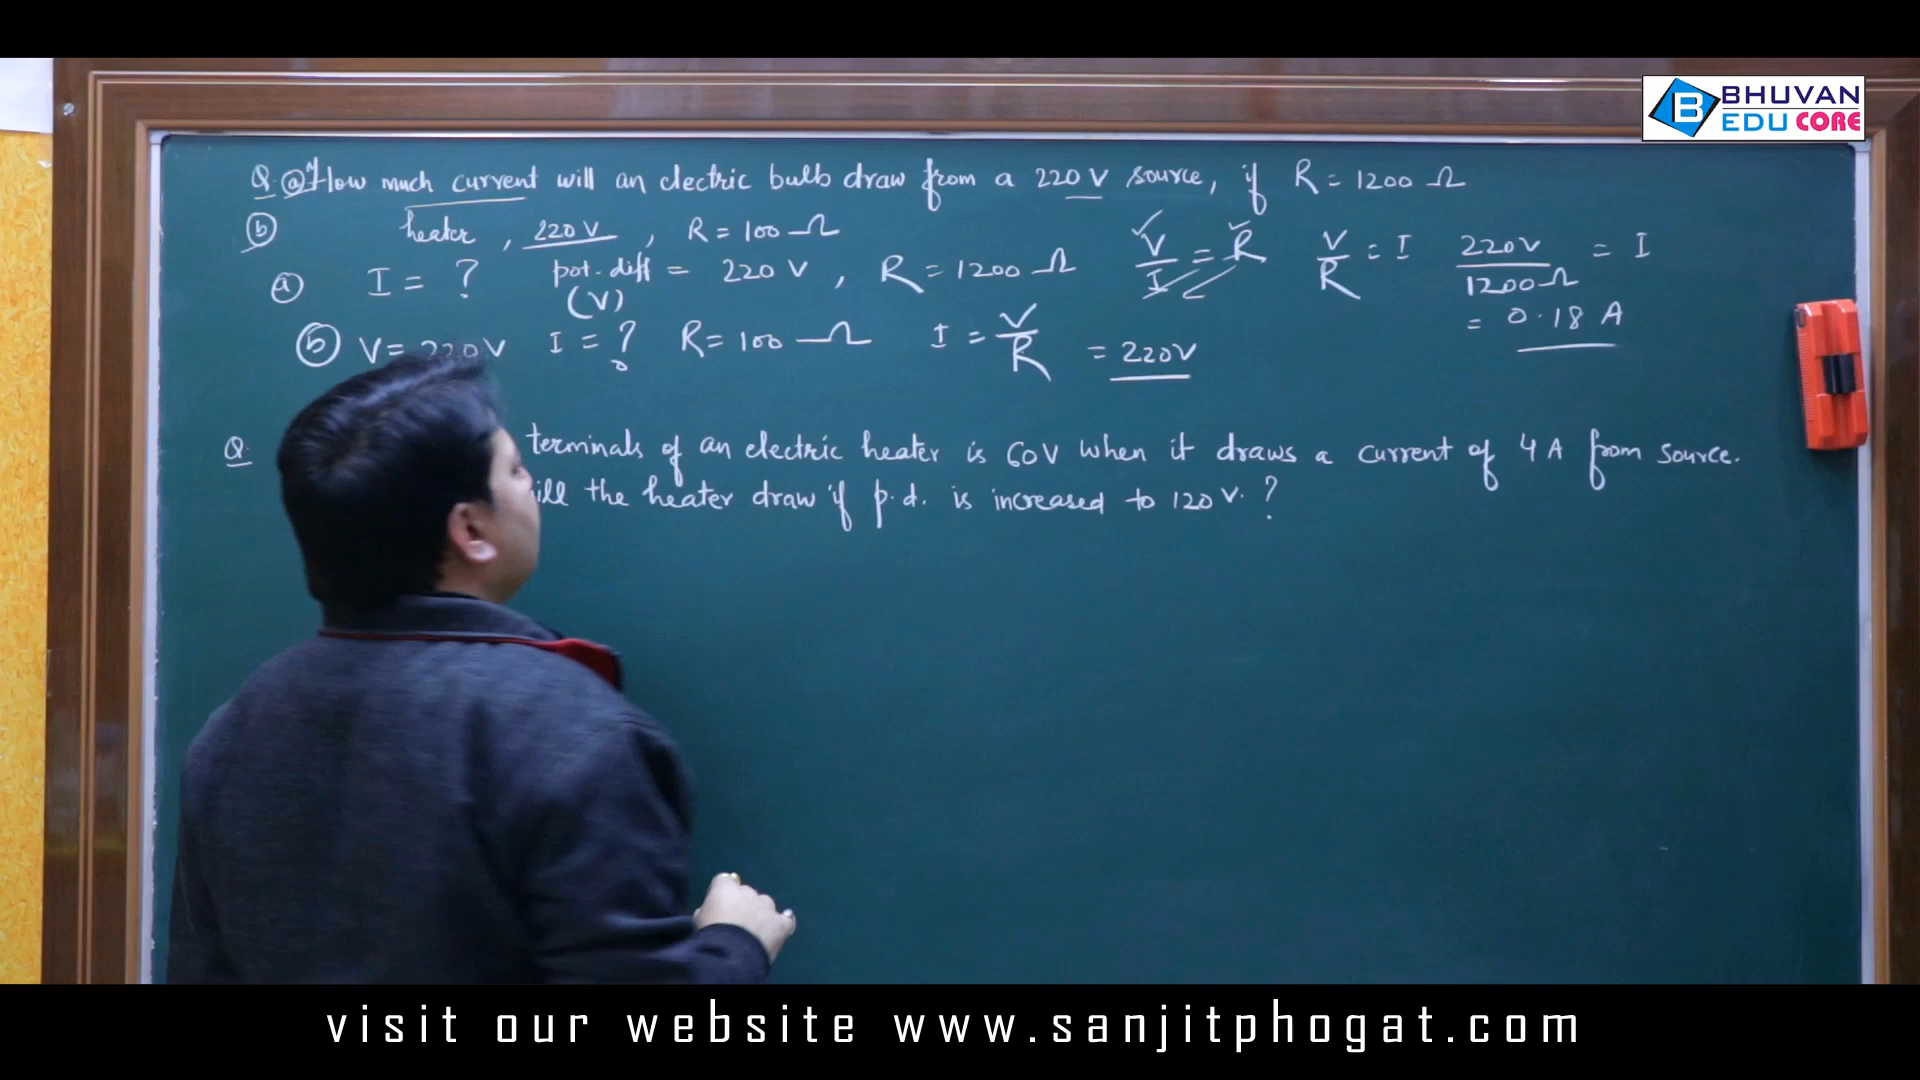 BHUVAN
EDU CORE
Q. (a) How much current will an electric bulb draw from a 220 V source, if R = 1200 Ω
(b) heater, 220 V, R = 100 Ω
(a) I = ? pot. diff = 220 V, R = 1200 Ω V/I = R V/R = I 220V/1200Ω = I
(V) = 0.18 A
(b) V = 220V I = ? R = 100 Ω I = V/R = 220V
Q. terminals of an electric heater is 60V when it draws a current of 4 A from source.
the heater draw if p.d. is increased to 120 V. ?
visit our website www.sanjitphogat.com